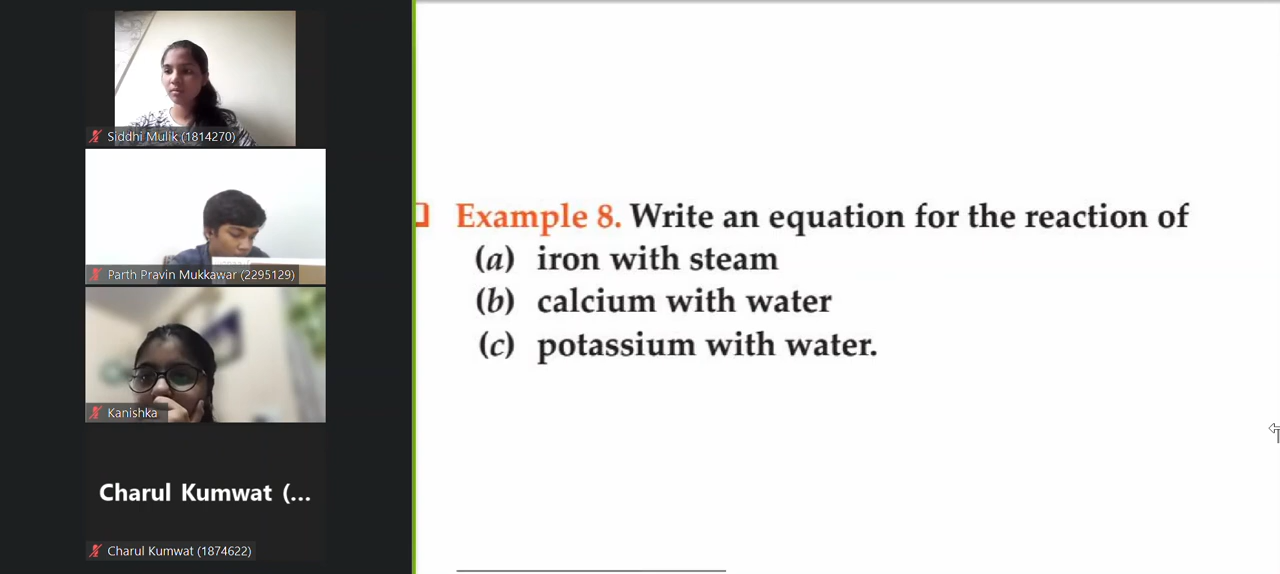 Siddhi Mulik (1814270)
Parth Pravin Mukkawar (2295129)
Kanishka
Charul Kumwat (...
Charul Kumwat (1874622)
Example 8. Write an equation for the reaction of
(a) iron with steam
(b) calcium with water
(c) potassium with water.